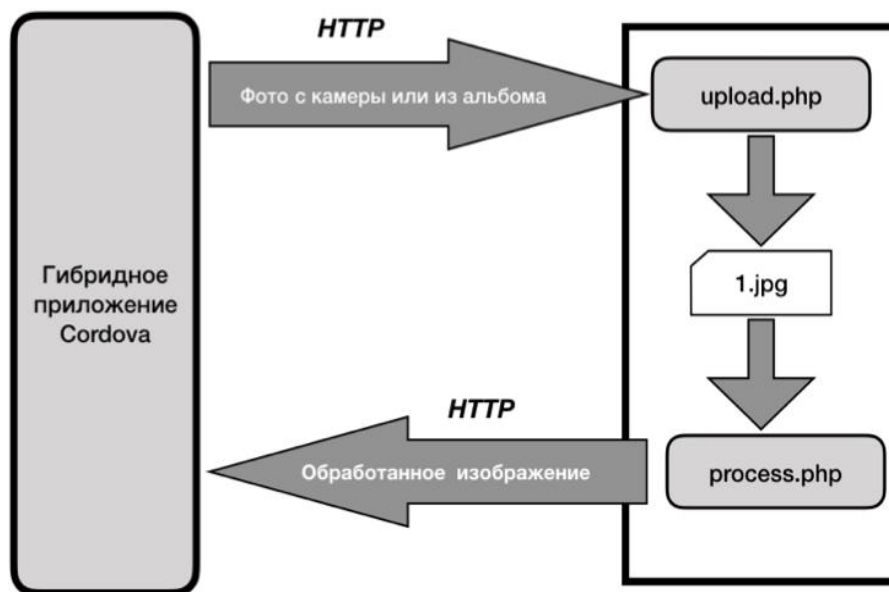 HTTP
Фото с камеры или из альбома
upload.php
1.jpg
Гибридное
приложение
Cordova
HTTP
Обработанное изображение
process.php